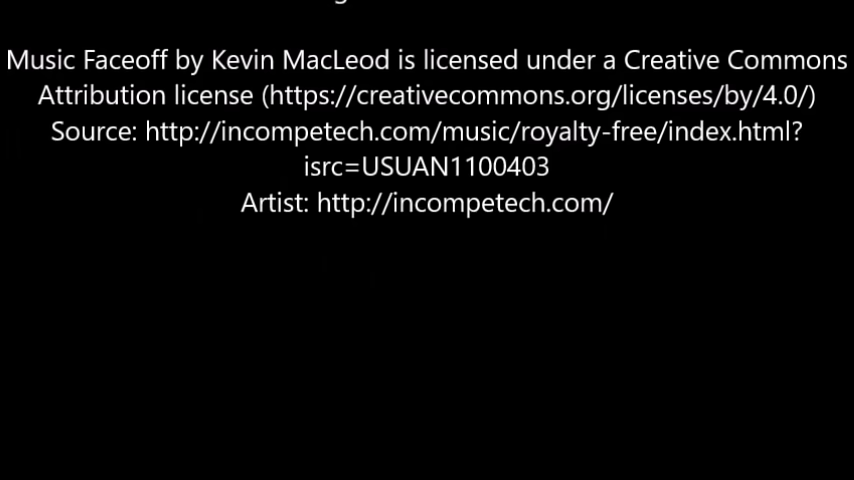 Music Faceoff by Kevin MacLeod is licensed under a Creative Commons
Attribution license (https://creativecommons.org/licenses/by/4.0/)
Source: http://incompetech.com/music/royalty-free/index.html?
isrc=USUAN1100403
Artist: http://incompetech.com/